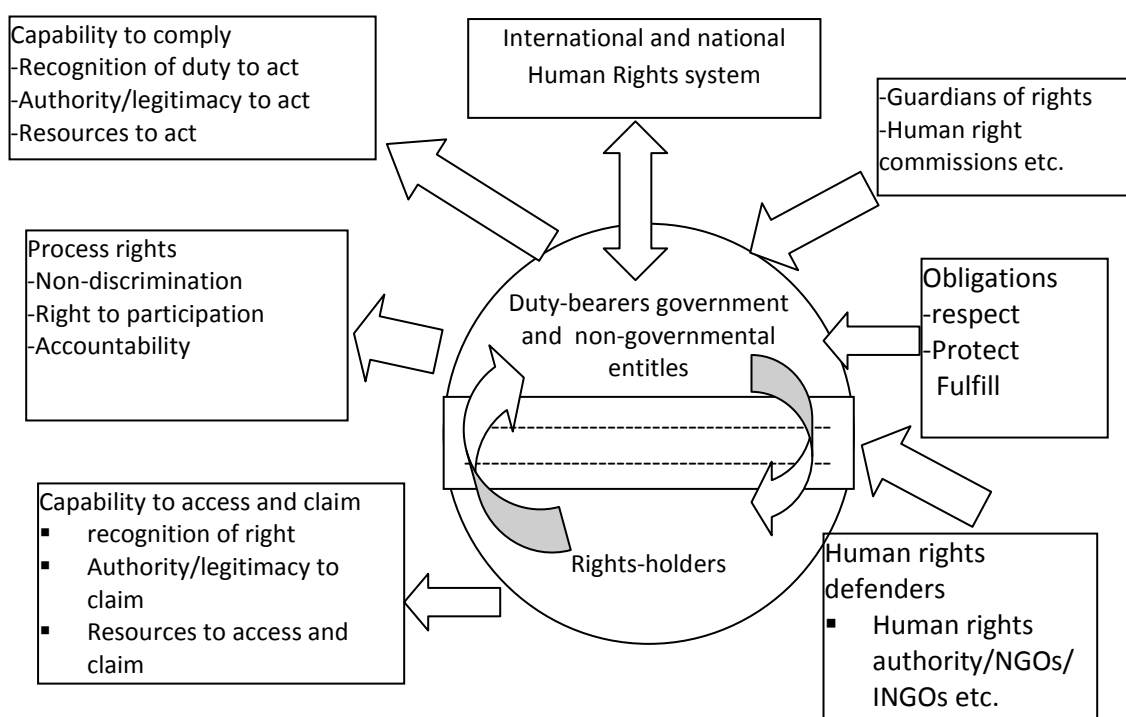 Capability to comply
-Recognition of duty to act
-Authority/legitimacy to act
-Resources to act
International and national
Human Rights system
-Guardians of rights
-Human right
commissions etc.
Process rights
-Non-discrimination
-Right to participation
-Accountability
Duty-bearers government
and non-governmental
entitles
Obligations
-respect
-Protect
Fulfill
Capability to access and claim
▪ recognition of right
▪ Authority/legitimacy to
claim
▪ Resources to access and
claim
Rights-holders
Human rights
defenders
▪ Human rights
authority/NGOs/
INGOs etc.